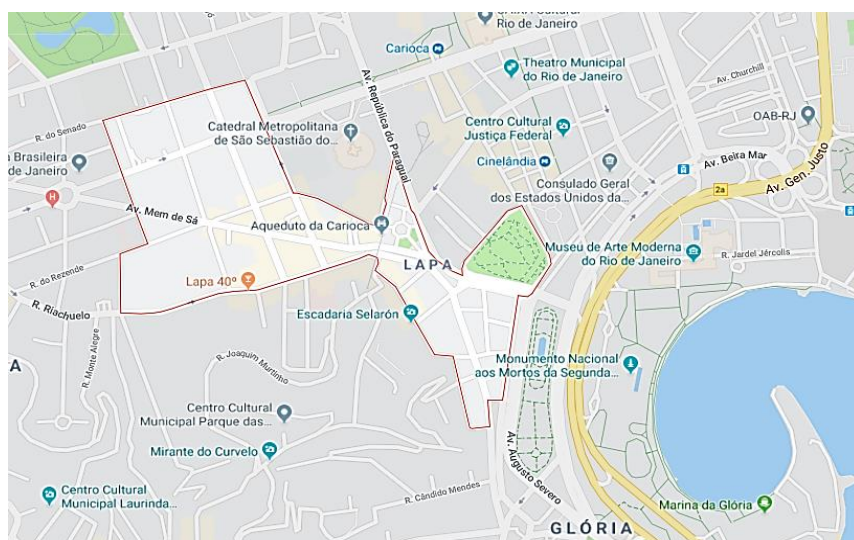 Rio de Janeiro
Carioca
Theatro Municipal
do Rio de Janeiro
Av. Churchill
Av. República do Paraguai
R. do Senado
Catedral Metropolitana
de São Sebastião do...
Centro Cultural
Justiça Federal
OAB-RJ
a Brasileira
de Janeiro
Cinelândia
Av. Beira Mar
Av. Gen. Justo
H
Consulado Geral
dos Estados Unidos da...
2a
Av. Mem de Sá
Aqueduto da Carioca
Museu de Arte Moderna
do Rio de Janeiro
R. Jardel Jércolis
LAPA
R. do Rezende
Lapa 40º
R. Riachuelo
Escadaria Selarón
R. Monte Alegre
R. Joaquim Murtinho
Monumento Nacional
aos Mortos da Segunda...
A
Centro Cultural
Municipal Parque das...
Mirante do Curvelo
Av. Augusto Severo
Centro Cultural
Municipal Laurinda...
R. Cândido Mendes
Marina da Glória
GLÓRIA